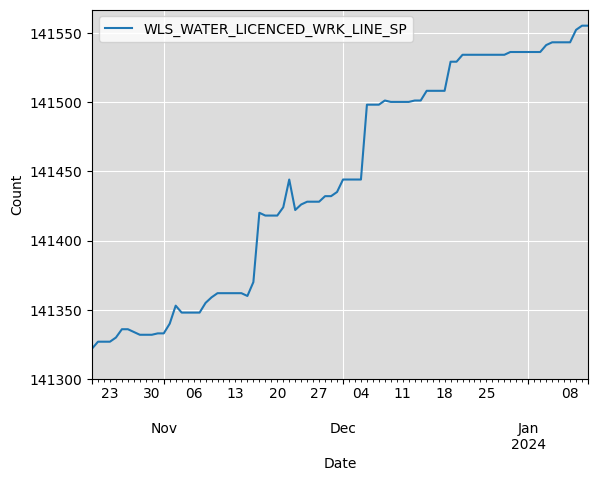 WLS_WATER_LICENCED_WRK_LINE_SP
141550
141500
141450
141400
141350
141300
Count
23 30 06 13 20 27 04 11 18 25 08
Nov Dec Jan
2024
Date